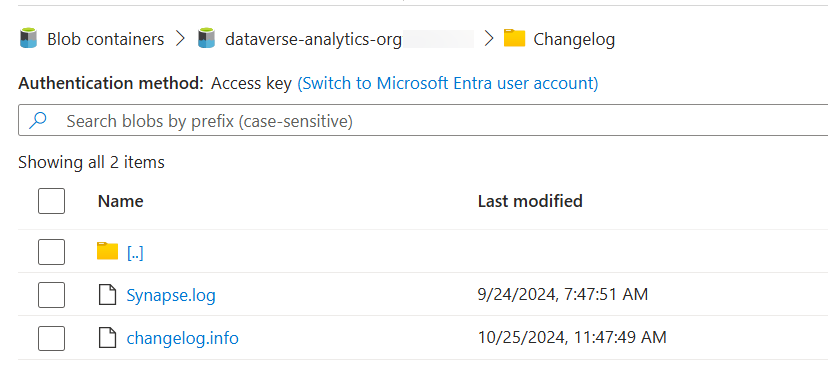 Blob containers > dataverse-analytics-org > Changelog
Authentication method: Access key (Switch to Microsoft Entra user account)
Search blobs by prefix (case-sensitive)
Showing all 2 items
Name Last modified
[..]
Synapse.log 9/24/2024, 7:47:51 AM
changelog.info 10/25/2024, 11:47:49 AM